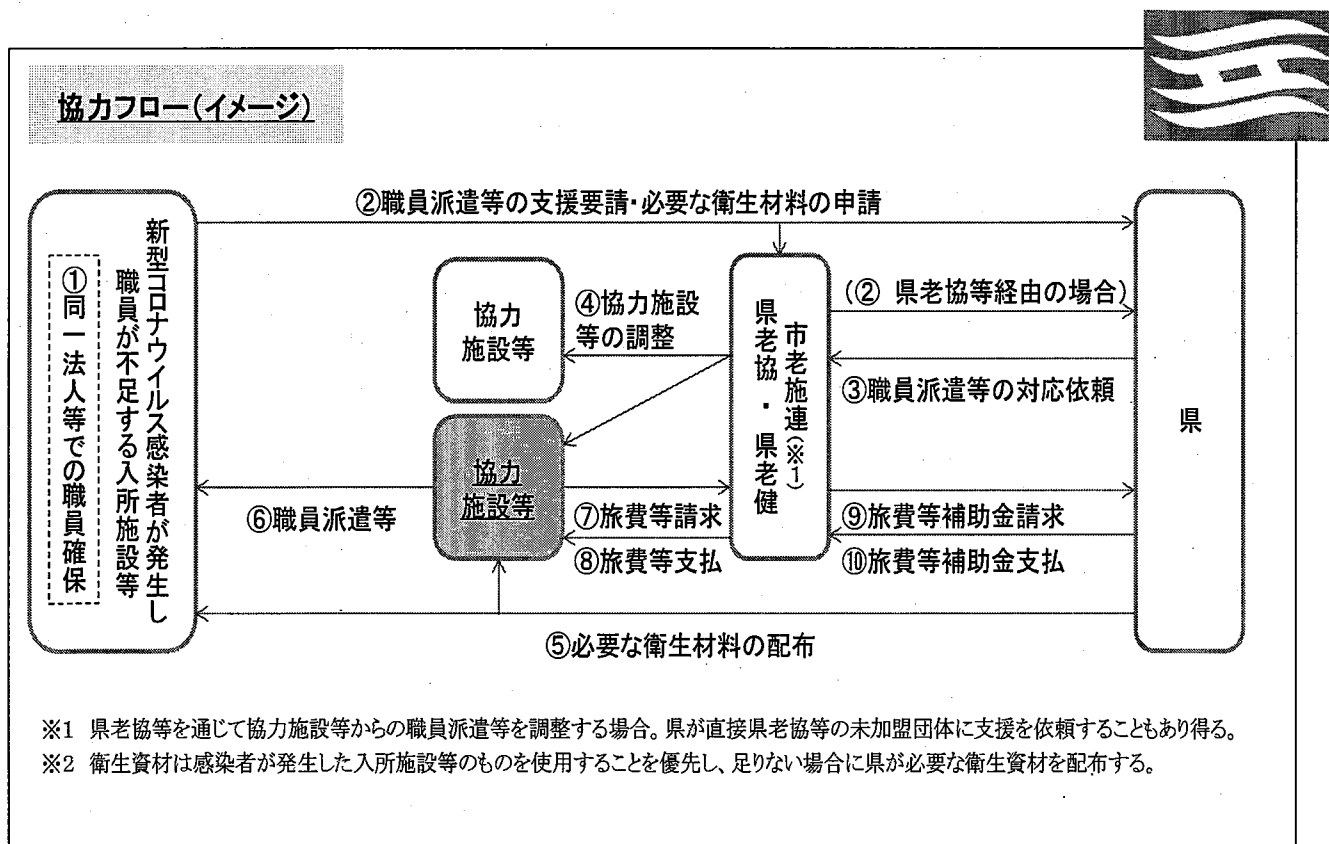 協力フロー(イメージ)
②職員派遣等の支援要請・必要な衛生材料の申請
新型コロナウイルス感染者が発生し
職員が不足する入所施設等
①同一法人等での職員確保
協力
施設等
④協力施設
等の調整
市老施連(※1)
県老協・県老健
(② 県老協等経由の場合)
③職員派遣等の対応依頼
県
協力
施設等
⑥職員派遣等
⑦旅費等請求
⑧旅費等支払
⑨旅費等補助金請求
⑩旅費等補助金支払
⑤必要な衛生材料の配布
※1 県老協等を通じて協力施設等からの職員派遣等を調整する場合。県が直接県老協等の未加盟団体に支援を依頼することもあり得る。
※2 衛生資材は感染者が発生した入所施設等のものを使用することを優先し、足りない場合に県が必要な衛生資材を配布する。